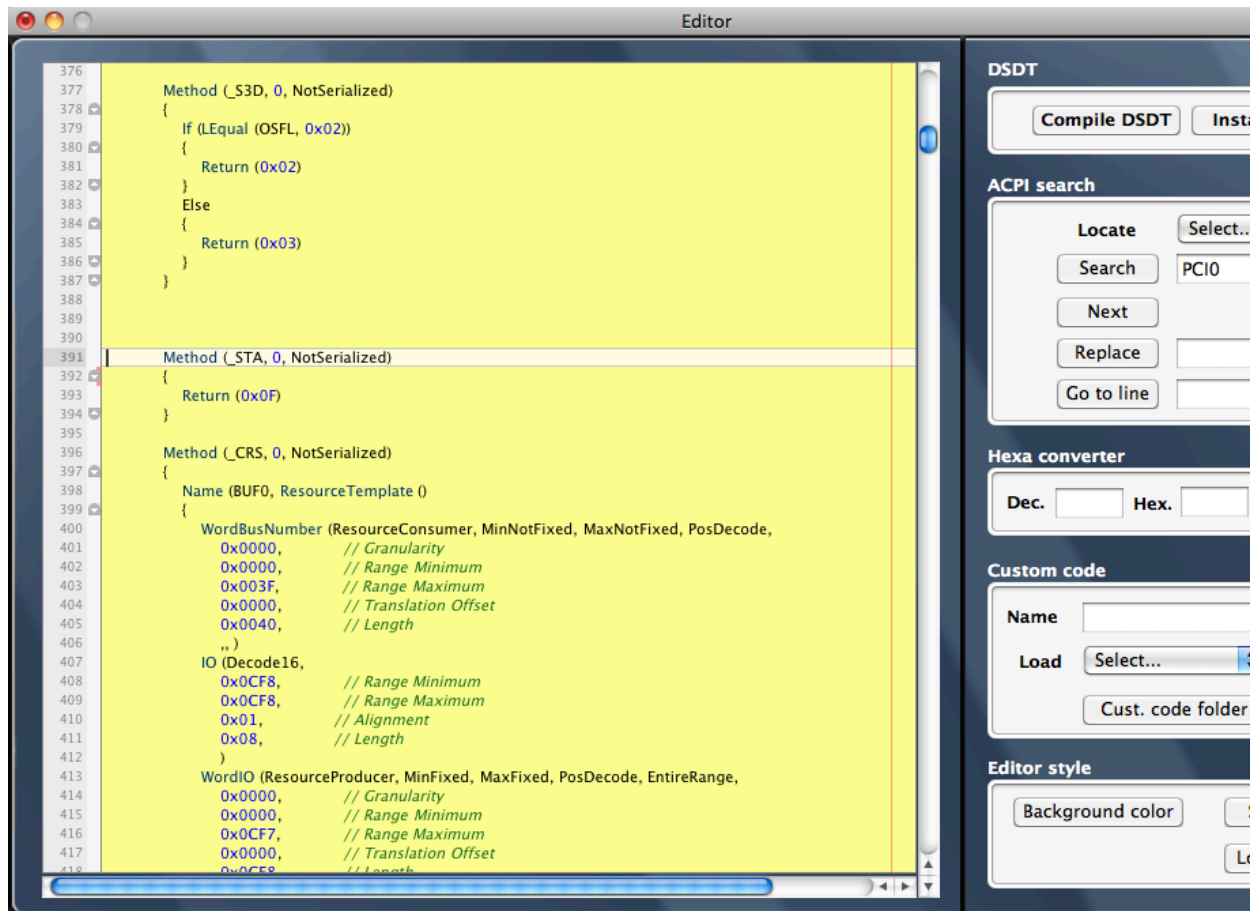 Editor
376
377 Method (_S3D, 0, NotSerialized)
378 {
379 If (LEqual (OSFL, 0x02))
380 {
381 Return (0x02)
382 }
383 Else
384 {
385 Return (0x03)
386 }
387 }
388
389
390
391 Method (_STA, 0, NotSerialized)
392 {
393 Return (0x0F)
394 }
395
396 Method (_CRS, 0, NotSerialized)
397 {
398 Name (BUF0, ResourceTemplate ()
399 {
400 WordBusNumber (ResourceConsumer, MinNotFixed, MaxNotFixed, PosDecode,
401 0x0000, // Granularity
402 0x0000, // Range Minimum
403 0x003F, // Range Maximum
404 0x0000, // Translation Offset
405 0x0040, // Length
406 ,, )
407 IO (Decode16,
408 0x0CF8, // Range Minimum
409 0x0CF8, // Range Maximum
410 0x01, // Alignment
411 0x08, // Length
412 )
413 WordIO (ResourceProducer, MinFixed, MaxFixed, PosDecode, EntireRange,
414 0x0000, // Granularity
415 0x0000, // Range Minimum
416 0x0CF7, // Range Maximum
417 0x0000, // Translation Offset
418 0x0CF8 // Length
DSDT
Compile DSDT Insta
ACPI search
Locate Select...
Search PCI0
Next
Replace
Go to line
Hexa converter
Dec. Hex.
Custom code
Name
Load Select...
Cust. code folder
Editor style
Background color
Lo